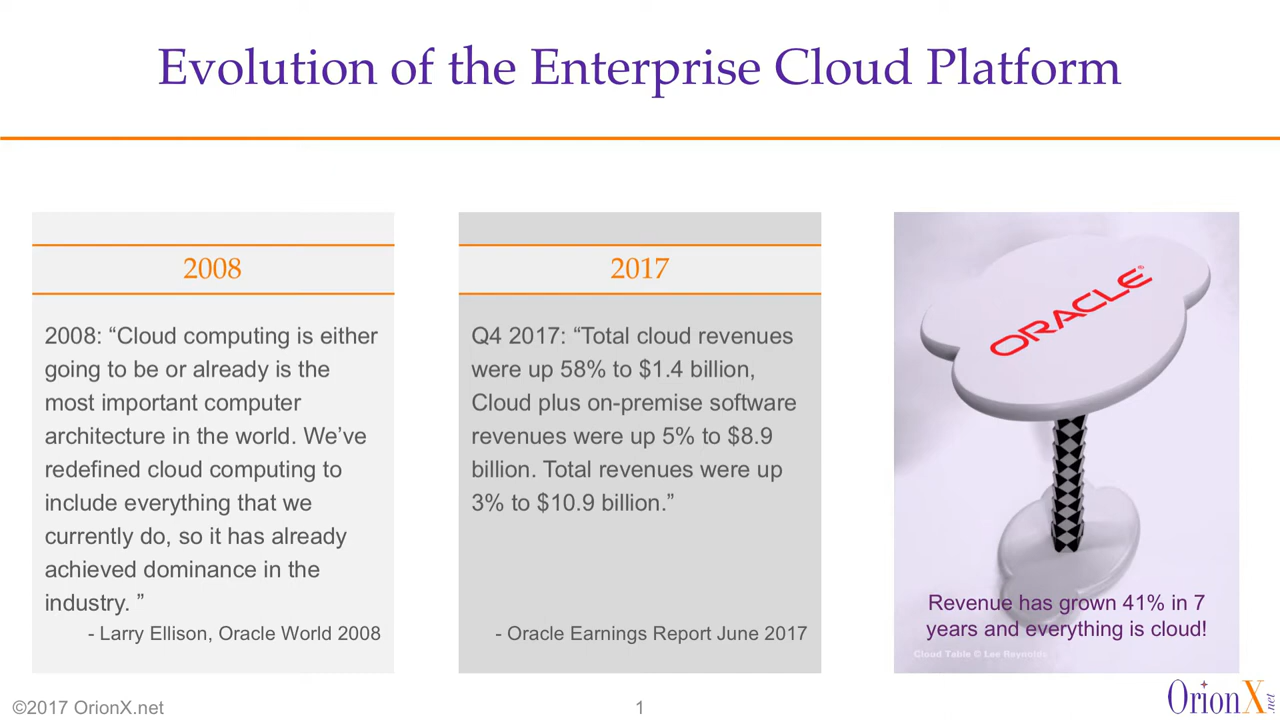 Evolution of the Enterprise Cloud Platform
2008
2008: “Cloud computing is either
going to be or already is the
most important computer
architecture in the world. We’ve
redefined cloud computing to
include everything that we
currently do, so it has already
achieved dominance in the
industry. ”
- Larry Ellison, Oracle World 2008
2017
Q4 2017: “Total cloud revenues
were up 58% to $1.4 billion,
Cloud plus on-premise software
revenues were up 5% to $8.9
billion. Total revenues were up
3% to $10.9 billion.”
- Oracle Earnings Report June 2017
ORACLE®
Revenue has grown 41% in 7
years and everything is cloud!
Cloud Table © Lee Reynolds
©2017 OrionX.net
1
OrionX.net